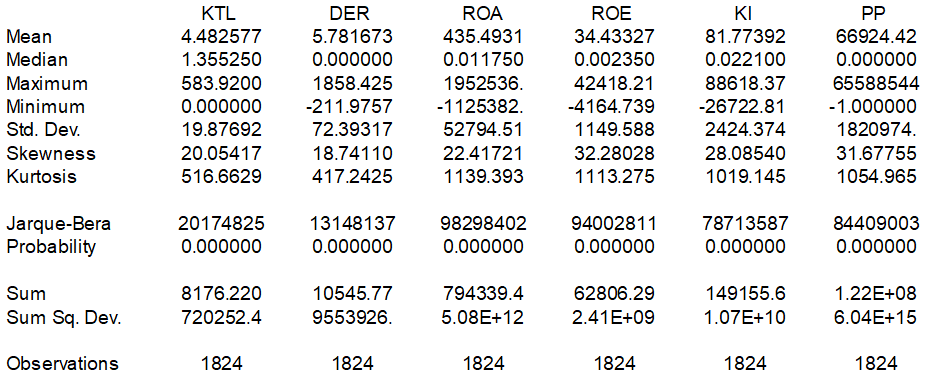 KTL DER ROA ROE KI PP
Mean 4.482577 5.781673 435.4931 34.43327 81.77392 66924.42
Median 1.355250 0.000000 0.011750 0.002350 0.022100 0.000000
Maximum 583.9200 1858.425 1952536. 42418.21 88618.37 65588544
Minimum 0.000000 -211.9757 -1125382. -4164.739 -26722.81 -1.000000
Std. Dev. 19.87692 72.39317 52794.51 1149.588 2424.374 1820974.
Skewness 20.05417 18.74110 22.41721 32.28028 28.08540 31.67755
Kurtosis 516.6629 417.2425 1139.393 1113.275 1019.145 1054.965
Jarque-Bera 20174825 13148137 98298402 94002811 78713587 84409003
Probability 0.000000 0.000000 0.000000 0.000000 0.000000 0.000000
Sum 8176.220 10545.77 794339.4 62806.29 149155.6 1.22E+08
Sum Sq. Dev. 720252.4 9553926. 5.08E+12 2.41E+09 1.07E+10 6.04E+15
Observations 1824 1824 1824 1824 1824 1824